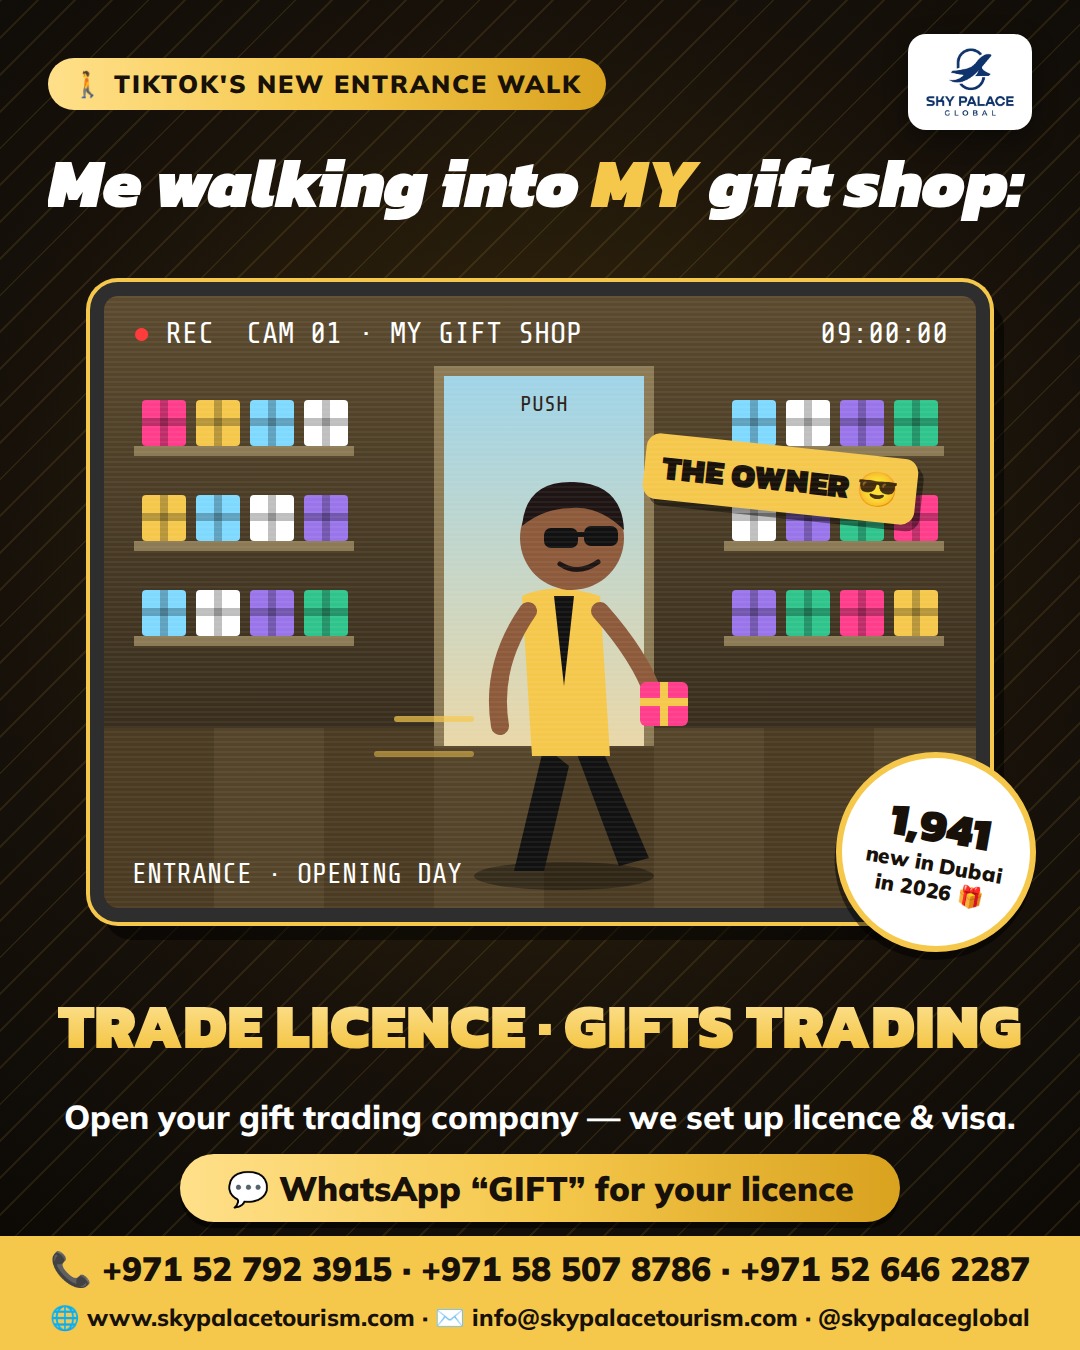 🚶 TIKTOK'S NEW ENTRANCE WALK
SKY PALACE
GLOBAL
Me walking into MY gift shop:
REC CAM 01 · MY GIFT SHOP
09:00:00
PUSH
THE OWNER 😎
1,941
new in Dubai
in 2026 🎁
ENTRANCE · OPENING DAY
TRADE LICENCE · GIFTS TRADING
Open your gift trading company — we set up licence & visa.
💬 WhatsApp “GIFT” for your licence
📞 +971 52 792 3915 · +971 58 507 8786 · +971 52 646 2287
🌐 www.skypalacetourism.com · ✉️ info@skypalacetourism.com · @skypalaceglobal